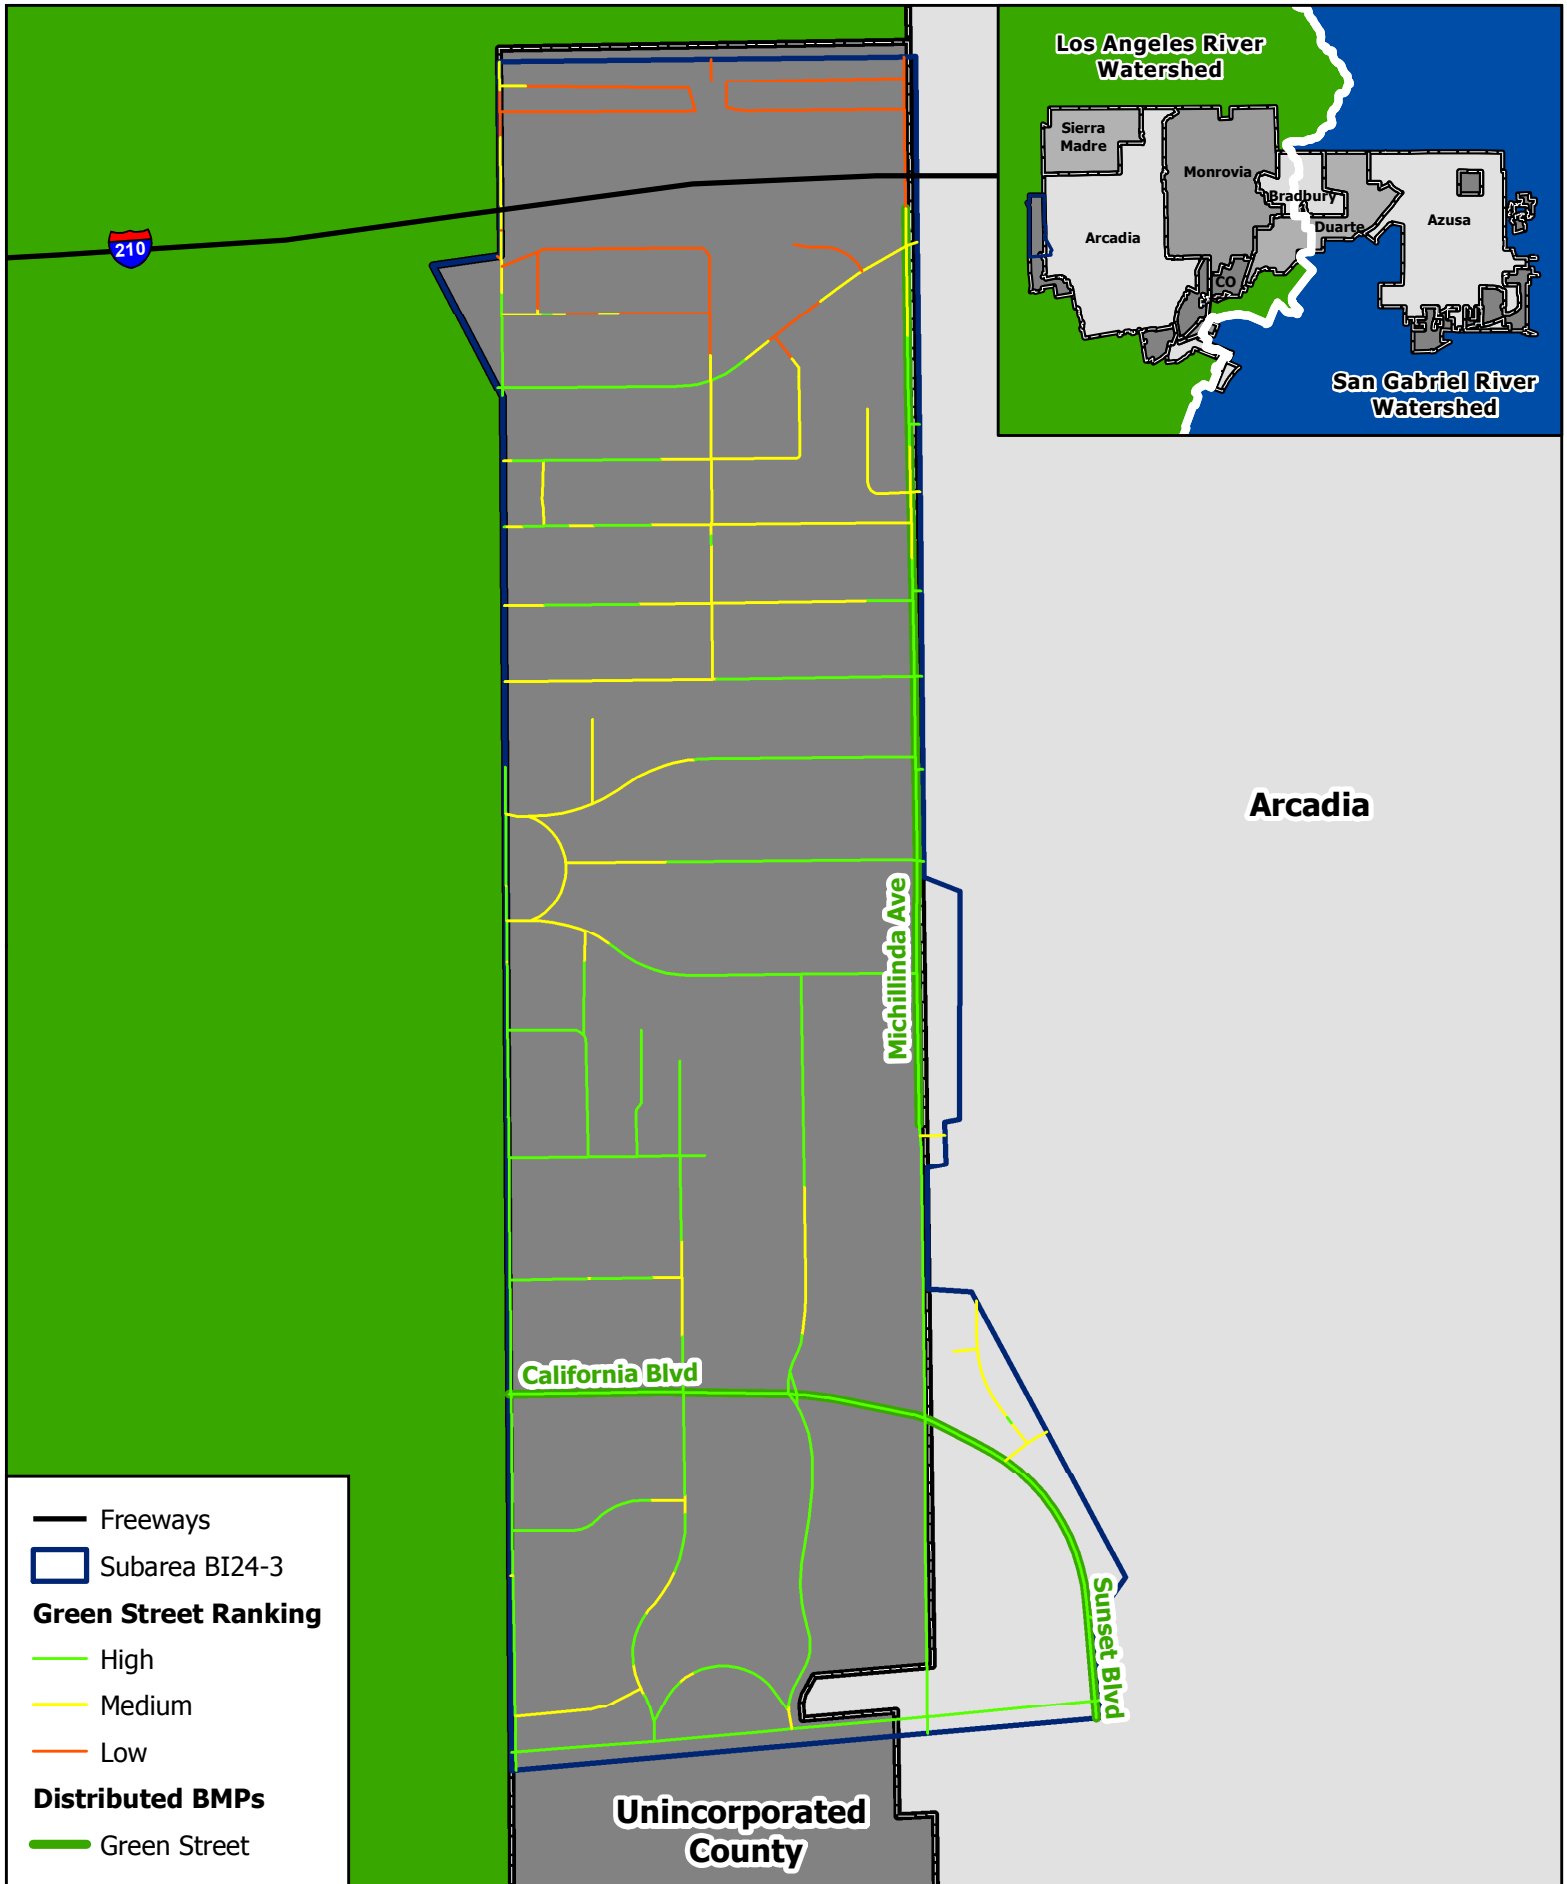 Los Angeles River
Watershed
Sierra
Madre
Monrovia
Bradbury
Arcadia
Duarte
Azusa
CO
San Gabriel River
Watershed
210
Arcadia
Michillinda Ave
California Blvd
Sunset Blvd
Unincorporated
County
Freeways
Subarea BI24-3
Green Street Ranking
High
Medium
Low
Distributed BMPs
Green Street